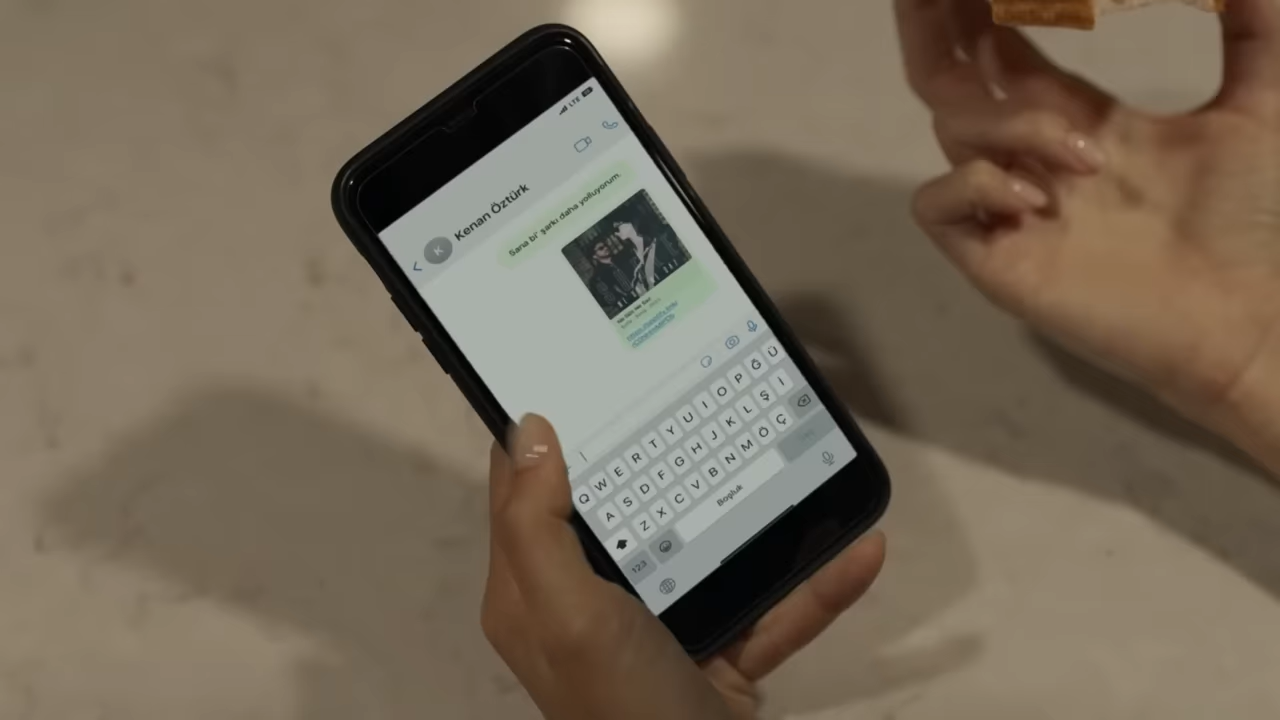 LTE
K
Kenan Öztürk
Sana bi' şarkı daha yolluyorum.
Q W E R T Y U I O P Ğ Ü
A S D F G H J K L Ş İ
Z X C V B N M Ö Ç
123
Boşluk